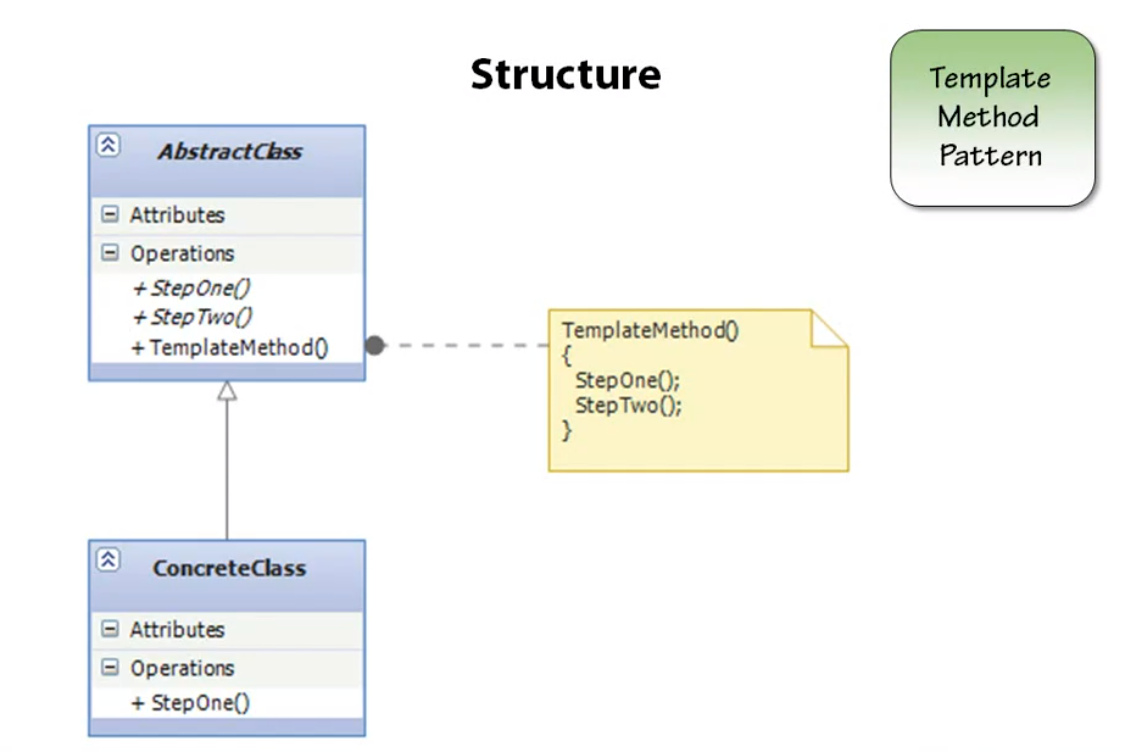 Structure
Template
Method
Pattern
AbstractClass
Attributes
Operations
+ StepOne()
+ StepTwo()
+ TemplateMethod()
TemplateMethod()
{
StepOne();
StepTwo();
}
ConcreteClass
Attributes
Operations
+ StepOne()